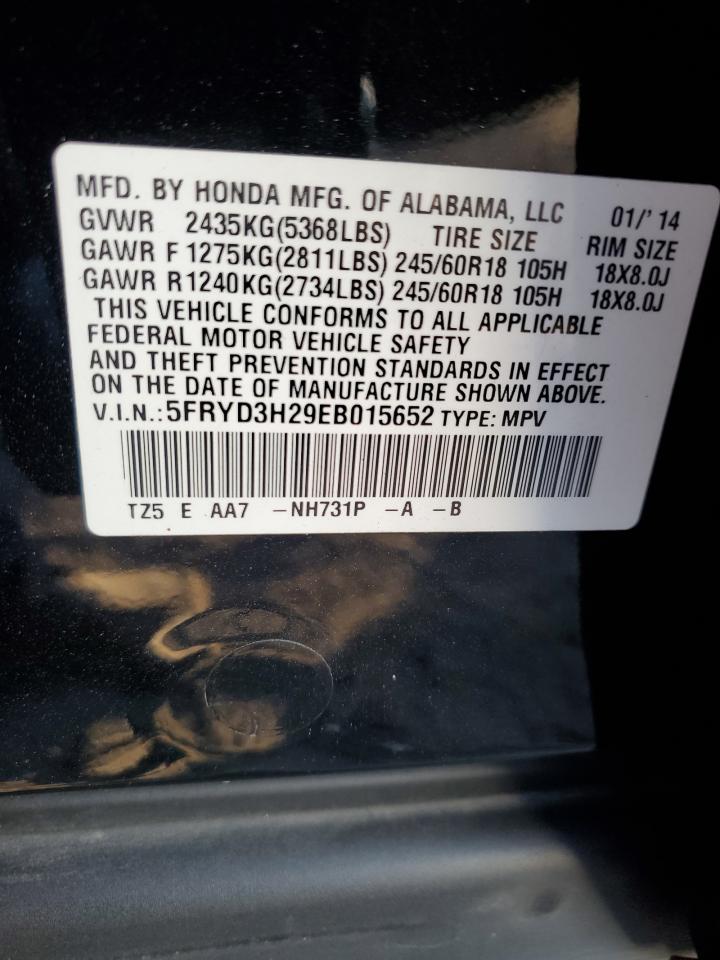 MFD. BY HONDA MFG. OF ALABAMA, LLC 01/' 14
GVWR 2435KG(5368LBS) TIRE SIZE RIM SIZE
GAWR F 1275KG(2811LBS) 245/60R18 105H 18X8.0J
GAWR R1240KG(2734LBS) 245/60R18 105H 18X8.0J
THIS VEHICLE CONFORMS TO ALL APPLICABLE
FEDERAL MOTOR VEHICLE SAFETY
AND THEFT PREVENTION STANDARDS IN EFFECT
ON THE DATE OF MANUFACTURE SHOWN ABOVE.
V.I.N.:5FRYD3H29EB015652 TYPE: MPV
TZ5 E AA7 -NH731P -A -B